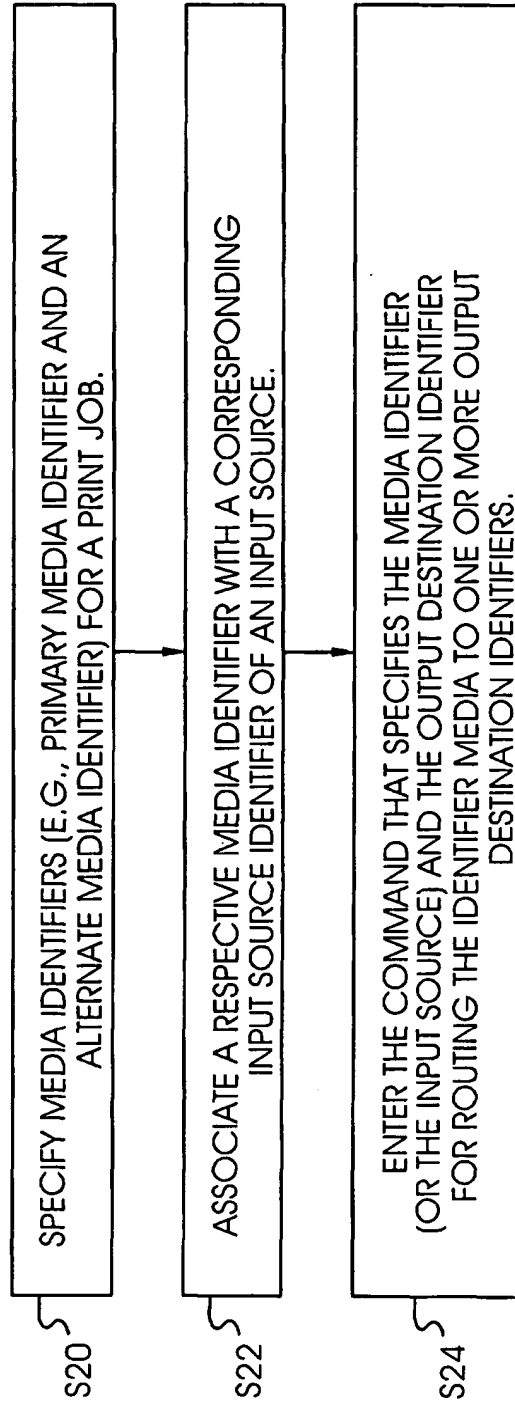 S20
SPECIFY MEDIA IDENTIFIERS (E.G., PRIMARY MEDIA IDENTIFIER AND AN
ALTERNATE MEDIA IDENTIFIER) FOR A PRINT JOB.
S22
ASSOCIATE A RESPECTIVE MEDIA IDENTIFIER WITH A CORRESPONDING
INPUT SOURCE IDENTIFIER OF AN INPUT SOURCE.
S24
ENTER THE COMMAND THAT SPECIFIES THE MEDIA IDENTIFIER
(OR THE INPUT SOURCE) AND THE OUTPUT DESTINATION IDENTIFIER
FOR ROUTING THE IDENTIFIER MEDIA TO ONE OR MORE OUTPUT
DESTINATION IDENTIFIERS.